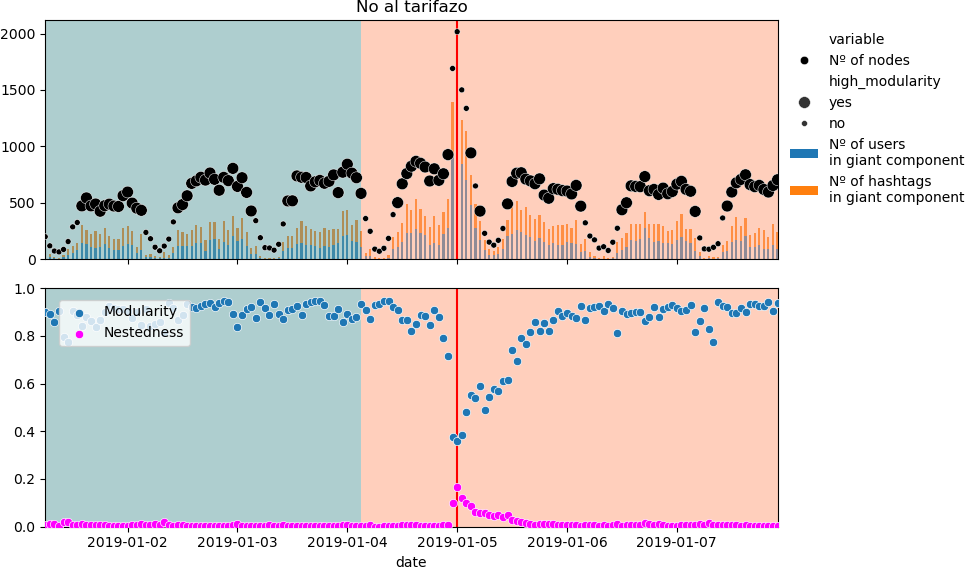 No al tarifazo
2000
1500
1000
500
0
variable
Nº of nodes
high_modularity
yes
no
Nº of users
in giant component
Nº of hashtags
in giant component
1.0
0.8
0.6
0.4
0.2
0.0
Modularity
Nestedness
2019-01-02
2019-01-03
2019-01-04
2019-01-05
2019-01-06
2019-01-07
date